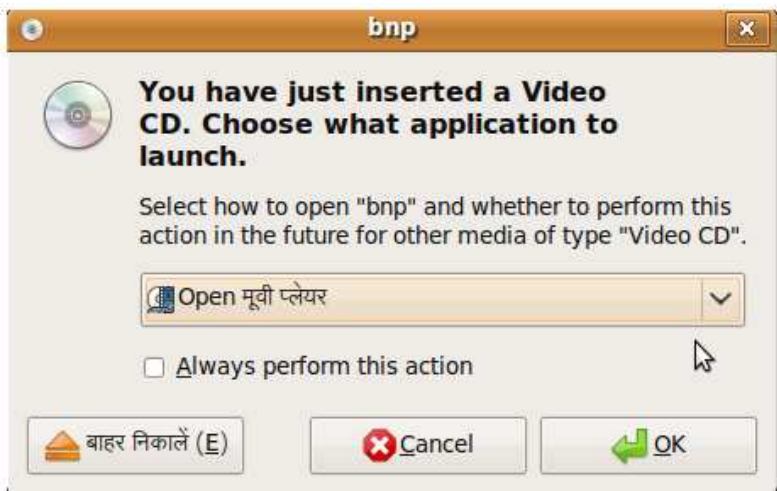 bnp
You have just inserted a Video
CD. Choose what application to
launch.
Select how to open "bnp" and whether to perform this
action in the future for other media of type "Video CD".
Open मूवी प्लेयर
Always perform this action
बाहर निकालें (E)
Cancel
OK